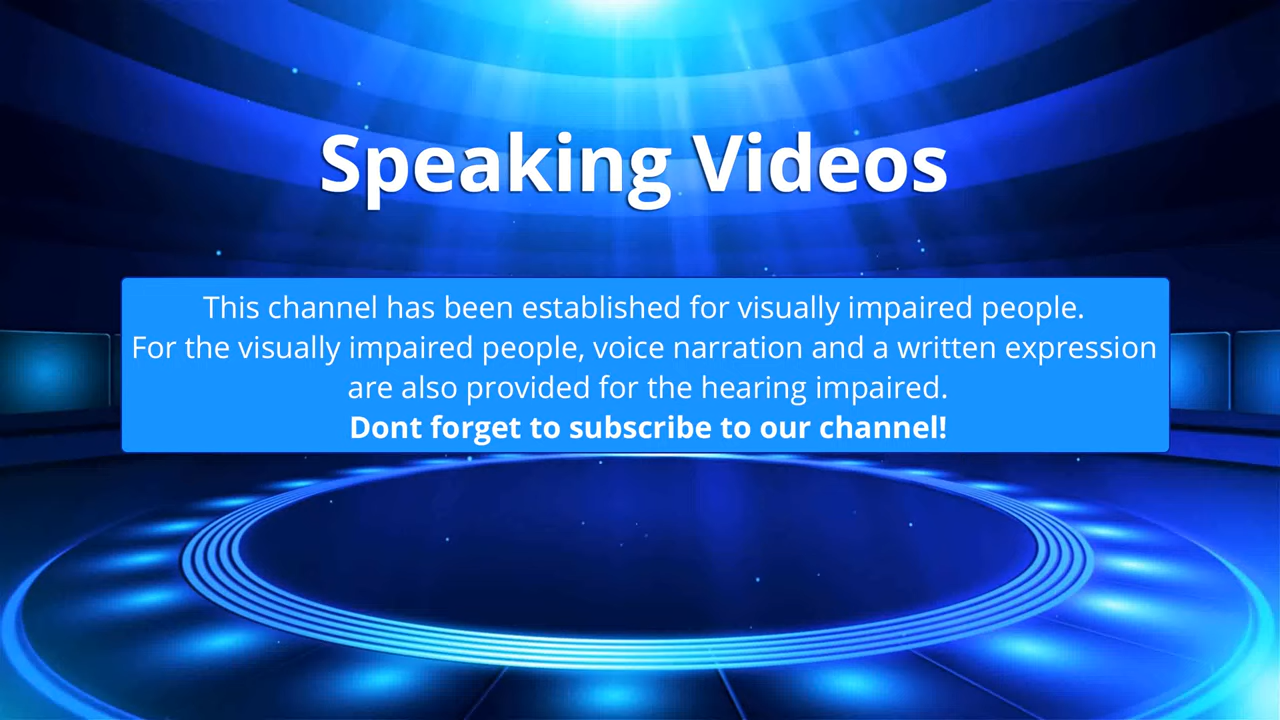 Speaking Videos
This channel has been established for visually impaired people.
For the visually impaired people, voice narration and a written expression
are also provided for the hearing impaired.
Dont forget to subscribe to our channel!